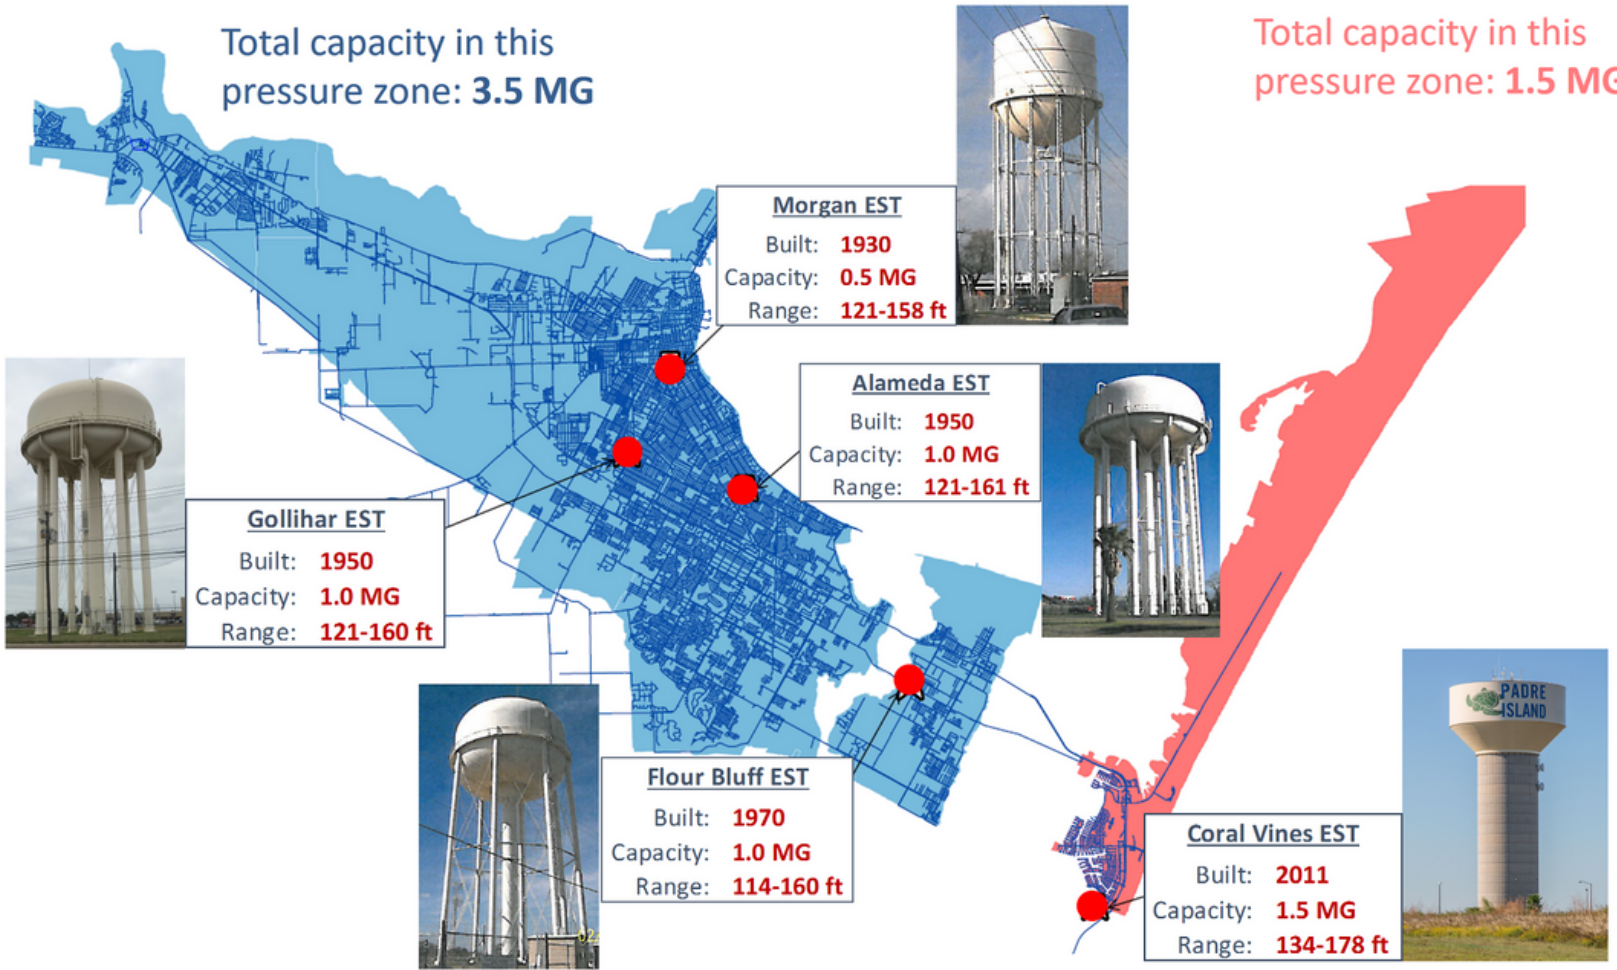 Total capacity in this
pressure zone: 3.5 MG
Total capacity in this
pressure zone: 1.5 MG
Morgan EST
Built: 1930
Capacity: 0.5 MG
Range: 121-158 ft
Alameda EST
Built: 1950
Capacity: 1.0 MG
Range: 121-161 ft
Gollihar EST
Built: 1950
Capacity: 1.0 MG
Range: 121-160 ft
Flour Bluff EST
Built: 1970
Capacity: 1.0 MG
Range: 114-160 ft
PADRE
ISLAND
Coral Vines EST
Built: 2011
Capacity: 1.5 MG
Range: 134-178 ft